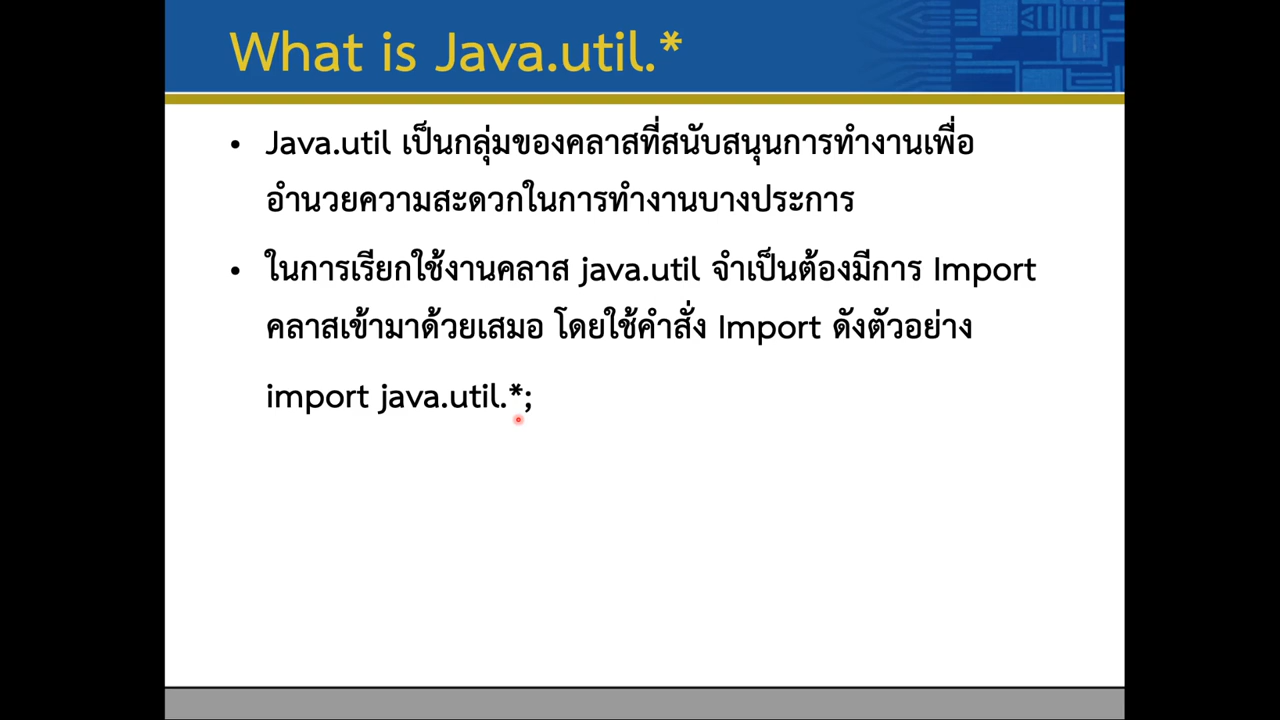 What is Java.util.*
• Java.util เป็นกลุ่มของคลาสที่สนับสนุนการทำงานเพื่อ
อำนวยความสะดวกในการทำงานบางประการ
• ในการเรียกใช้งานคลาส java.util จำเป็นต้องมีการ Import
คลาสเข้ามาด้วยเสมอ โดยใช้คำสั่ง Import ดังตัวอย่าง
import java.util.*;